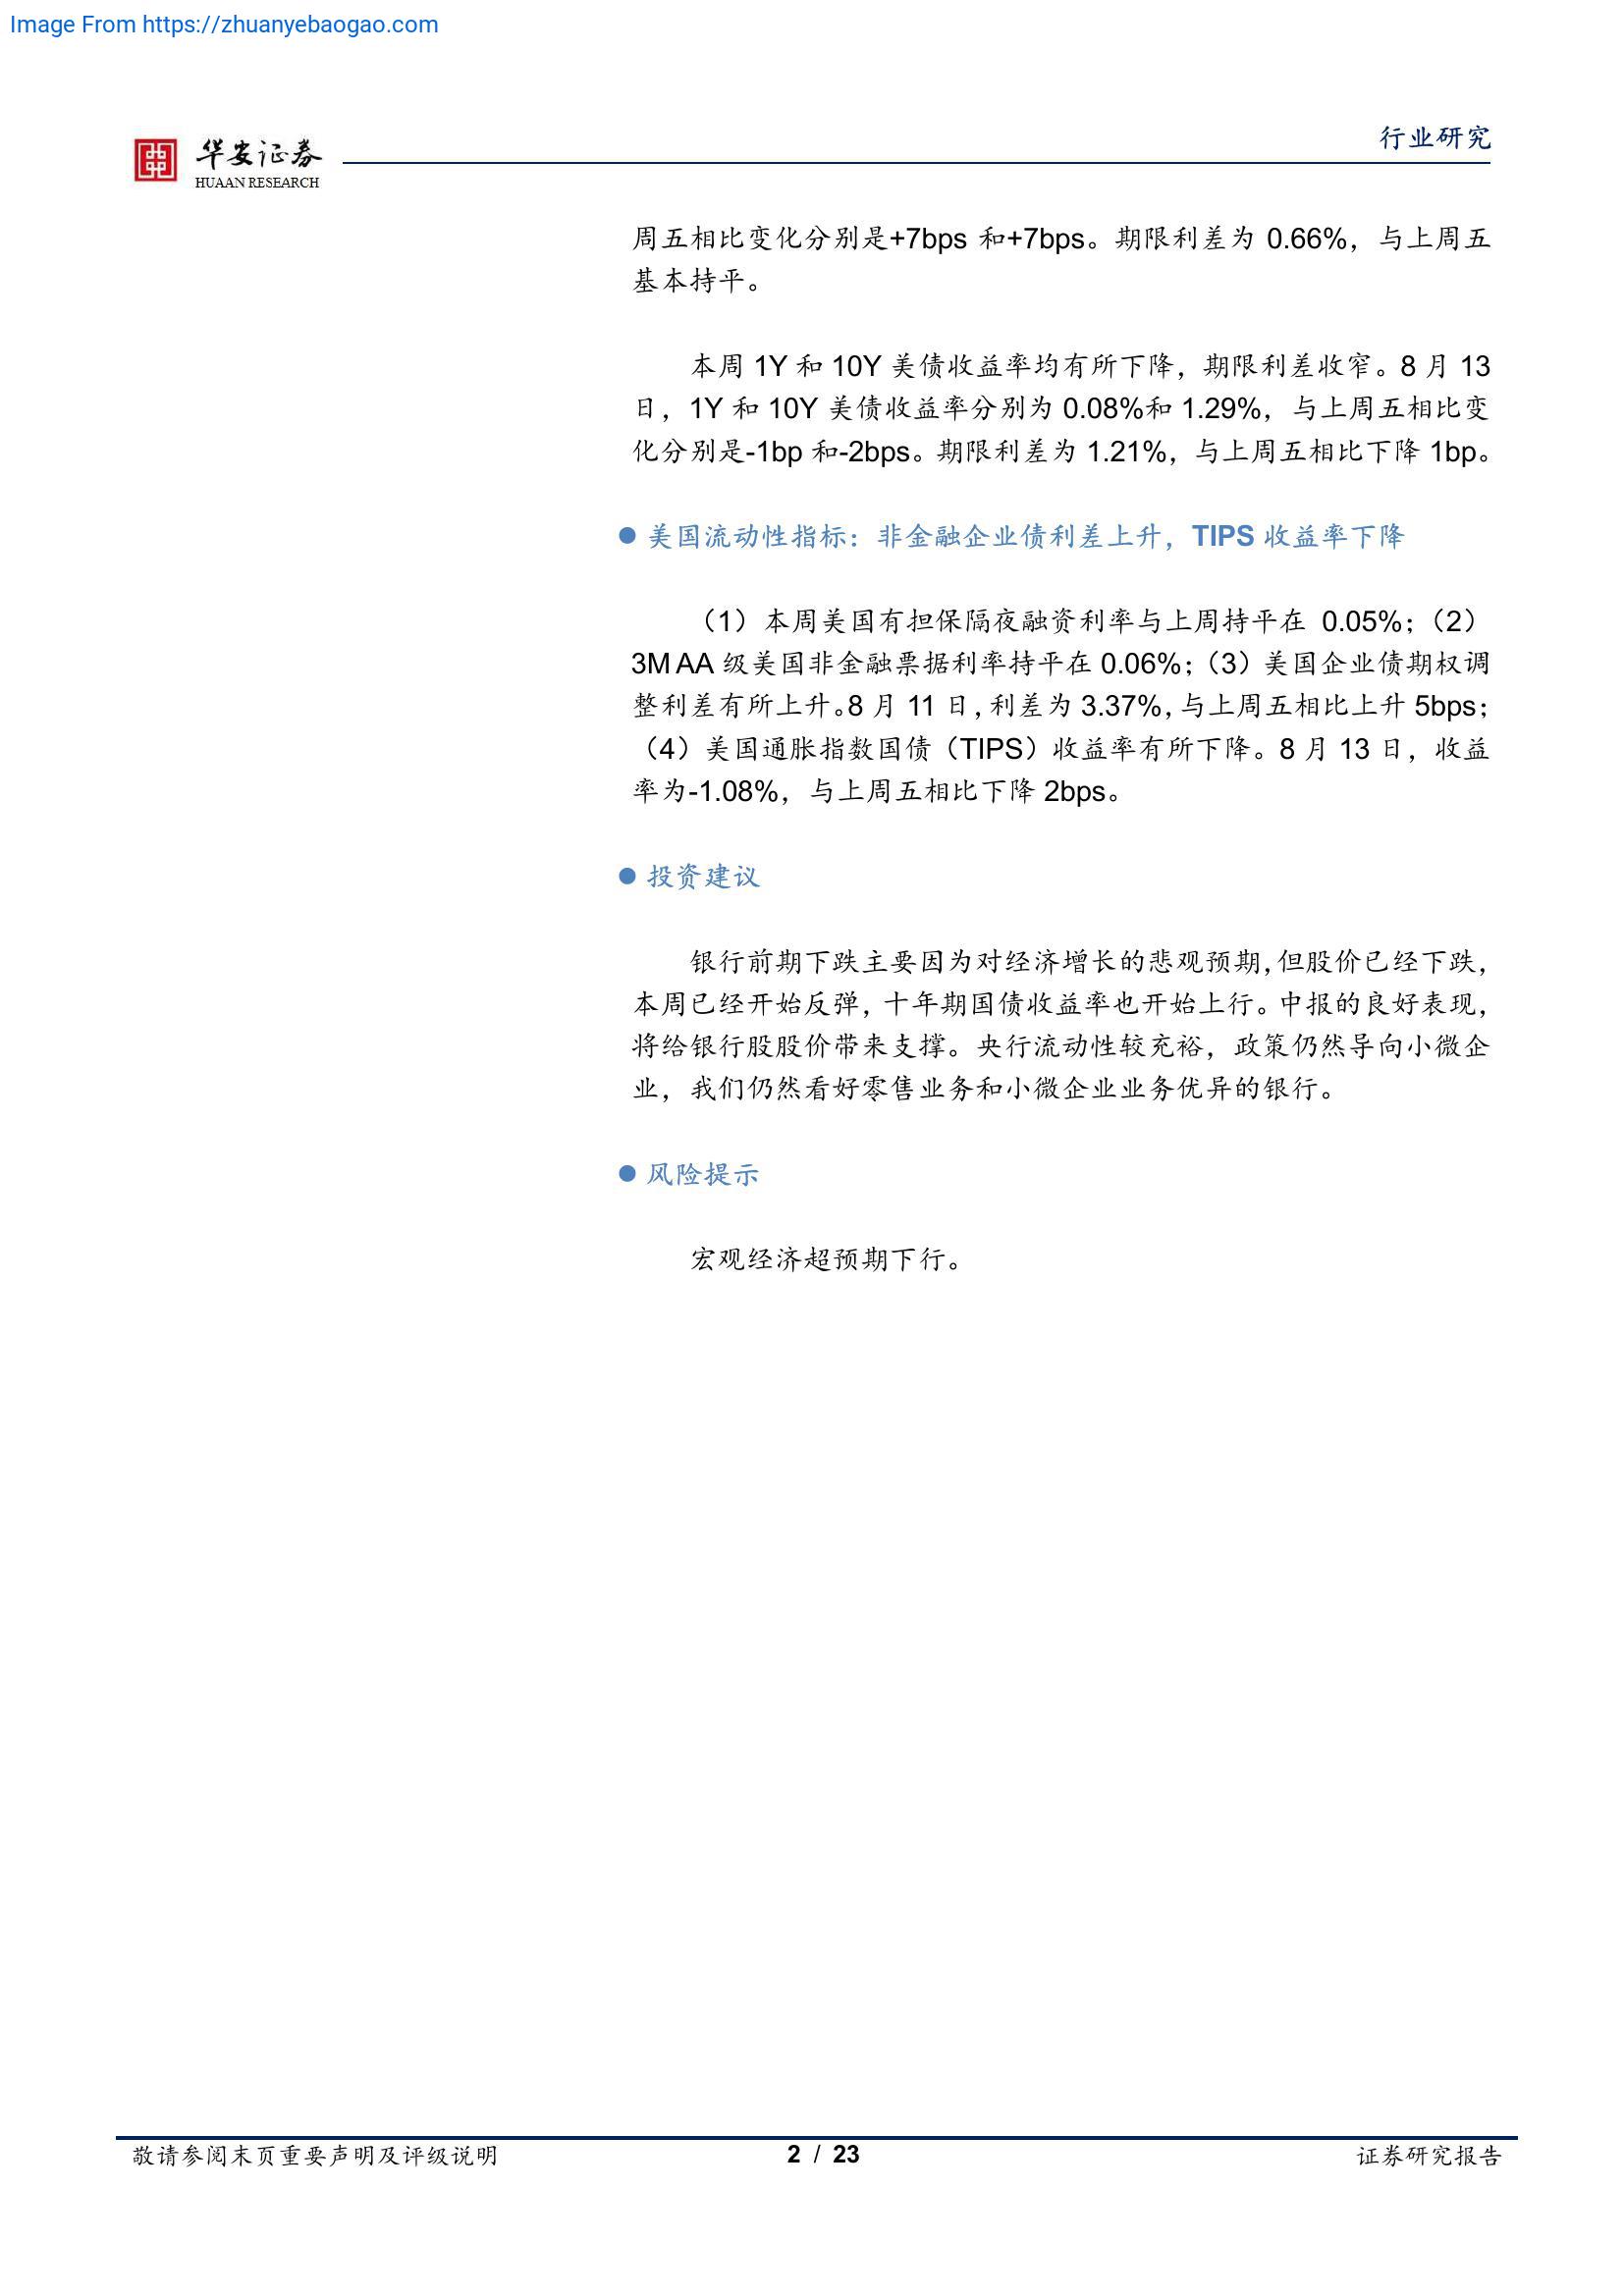 Image From https://zhuanyebaogao.com
行业研究
华安证券
HUAAN RESEARCH
周五相比变化分别是+7bps 和+7bps。期限利差为 0.66%，与上周五
基本持平。
本周 1Y 和 10Y 美债收益率均有所下降，期限利差收窄。8 月 13
日，1Y 和 10Y 美债收益率分别为 0.08%和 1.29%，与上周五相比变
化分别是-1bp 和-2bps。期限利差为 1.21%，与上周五相比下降 1bp。
● 美国流动性指标：非金融企业债利差上升，TIPS 收益率下降
（1）本周美国有担保隔夜融资利率与上周持平在 0.05%；（2）
3M AA 级美国非金融票据利率持平在 0.06%；（3）美国企业债期权调
整利差有所上升。8 月 11 日，利差为 3.37%，与上周五相比上升 5bps；
（4）美国通胀指数国债（TIPS）收益率有所下降。8 月 13 日，收益
率为-1.08%，与上周五相比下降 2bps。
● 投资建议
银行前期下跌主要因为对经济增长的悲观预期，但股价已经下跌，
本周已经开始反弹，十年期国债收益率也开始上行。中报的良好表现，
将给银行股股价带来支撑。央行流动性较充裕，政策仍然导向小微企
业，我们仍然看好零售业务和小微企业业务优异的银行。
● 风险提示
宏观经济超预期下行。
敬请参阅末页重要声明及评级说明
2 / 23
证券研究报告